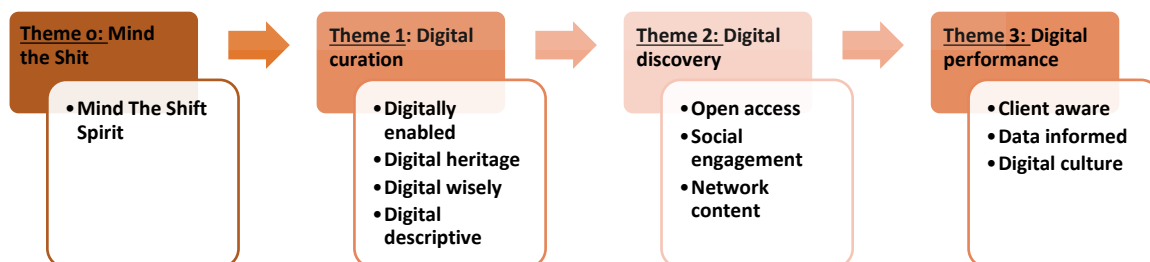 Theme o: Mind
the Shit
• Mind The Shift
Spirit
Theme 1: Digital
curation
• Digitally
enabled
• Digital heritage
• Digital wisely
• Digital
descriptive
Theme 2: Digital
discovery
• Open access
• Social
engagement
• Network
content
Theme 3: Digital
performance
• Client aware
• Data informed
• Digital culture